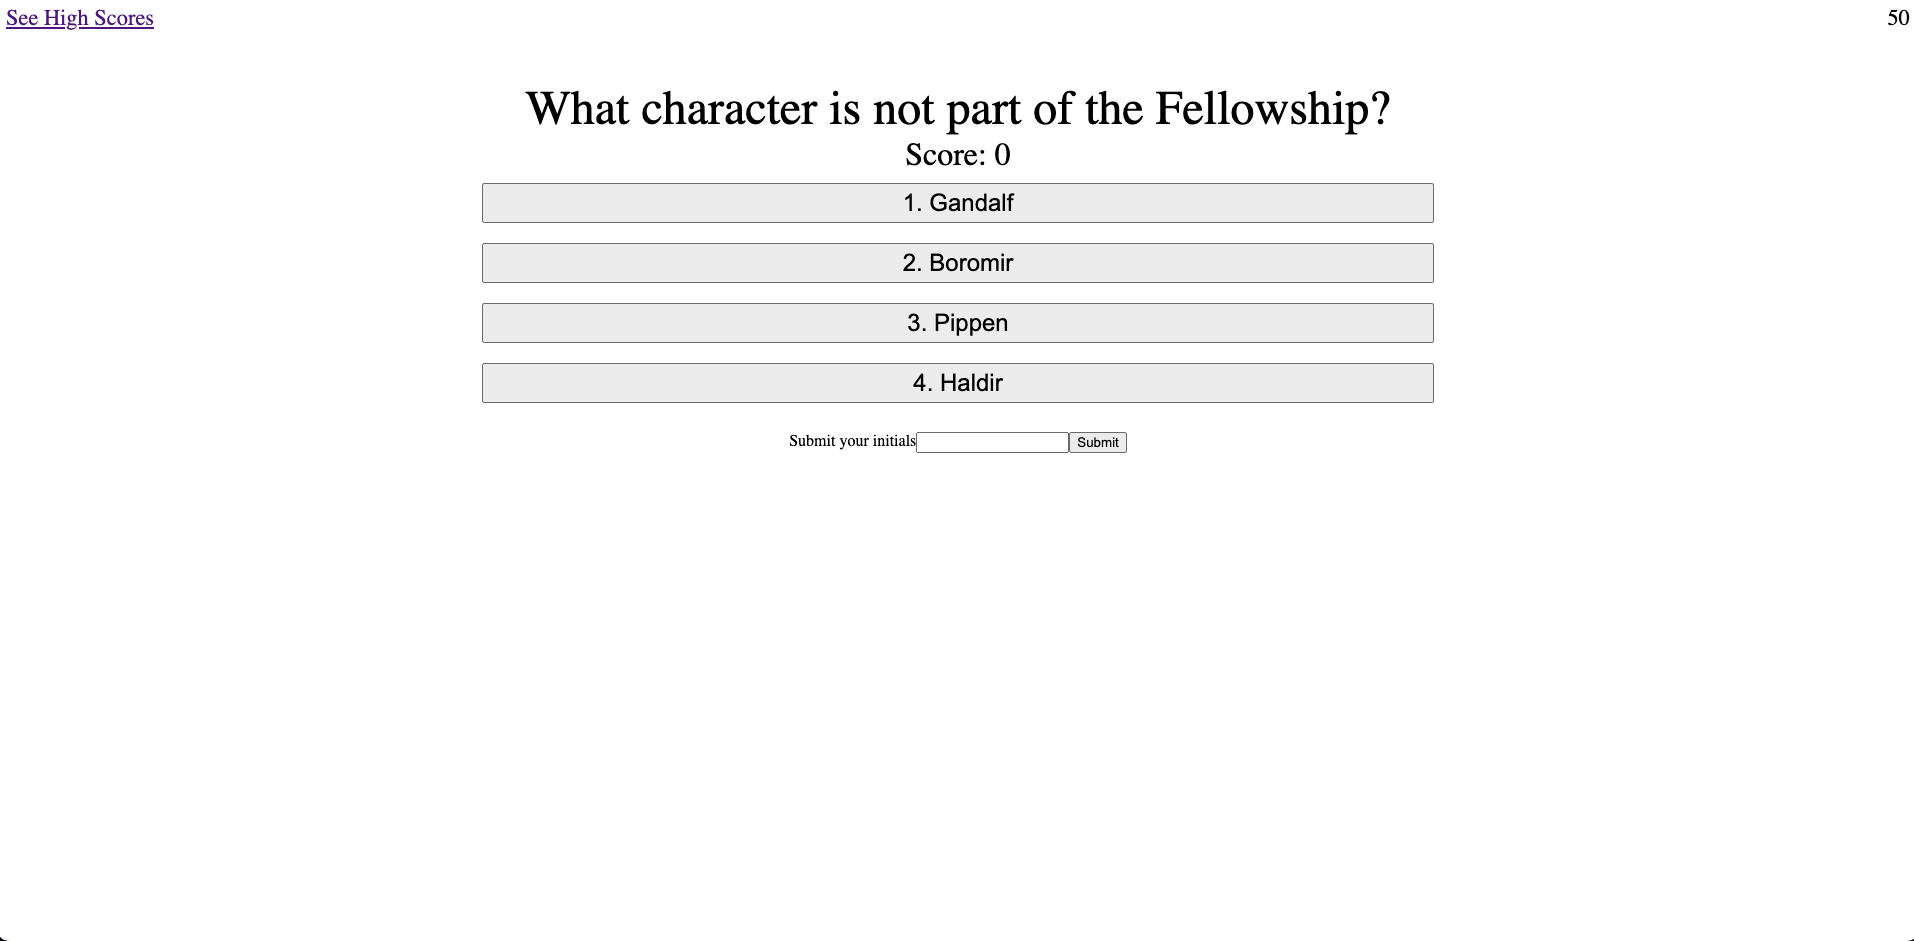 See High Scores
50
What character is not part of the Fellowship?
Score: 0
1. Gandalf
2. Boromir
3. Pippen
4. Haldir
Submit your initials Submit